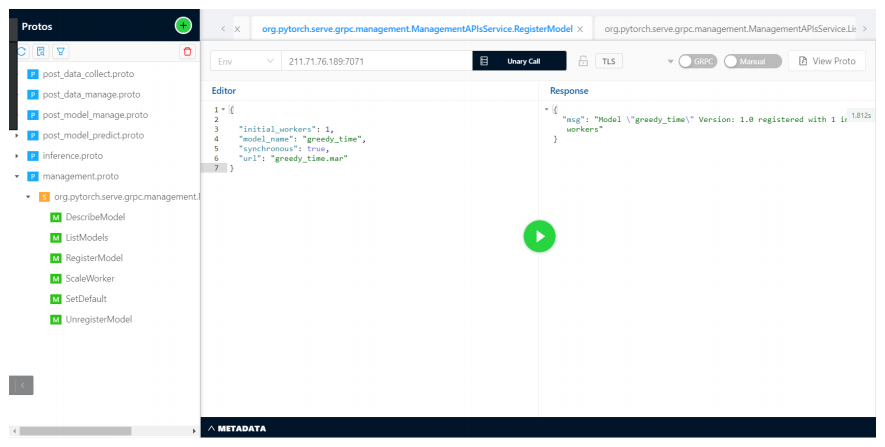 Protos
+
X
org.pytorch.serve.grpc.management.ManagementAPIsService.RegisterModel ×
org.pytorch.serve.grpc.management.ManagementAPIsService.Lis
Env
211.71.76.189:7071
Unary Call
TLS
GRPC
Manual
View Proto
P post_data_collect.proto
P post_data_manage.proto
P post_model_manage.proto
P post_model_predict.proto
P inference.proto
P management.proto
S org.pytorch.serve.grpc.management.
M DescribeModel
M ListModels
M RegisterModel
M ScaleWorker
M SetDefault
M UnregisterModel
Editor
1 {
2
3 "initial_workers": 1,
4 "model_name": "greedy_time",
5 "synchronous": true,
6 "url": "greedy_time.mar"
7 }
Response
1.812s
{
"msg": "Model \"greedy_time\" Version: 1.0 registered with 1 in
workers"
}
METADATA